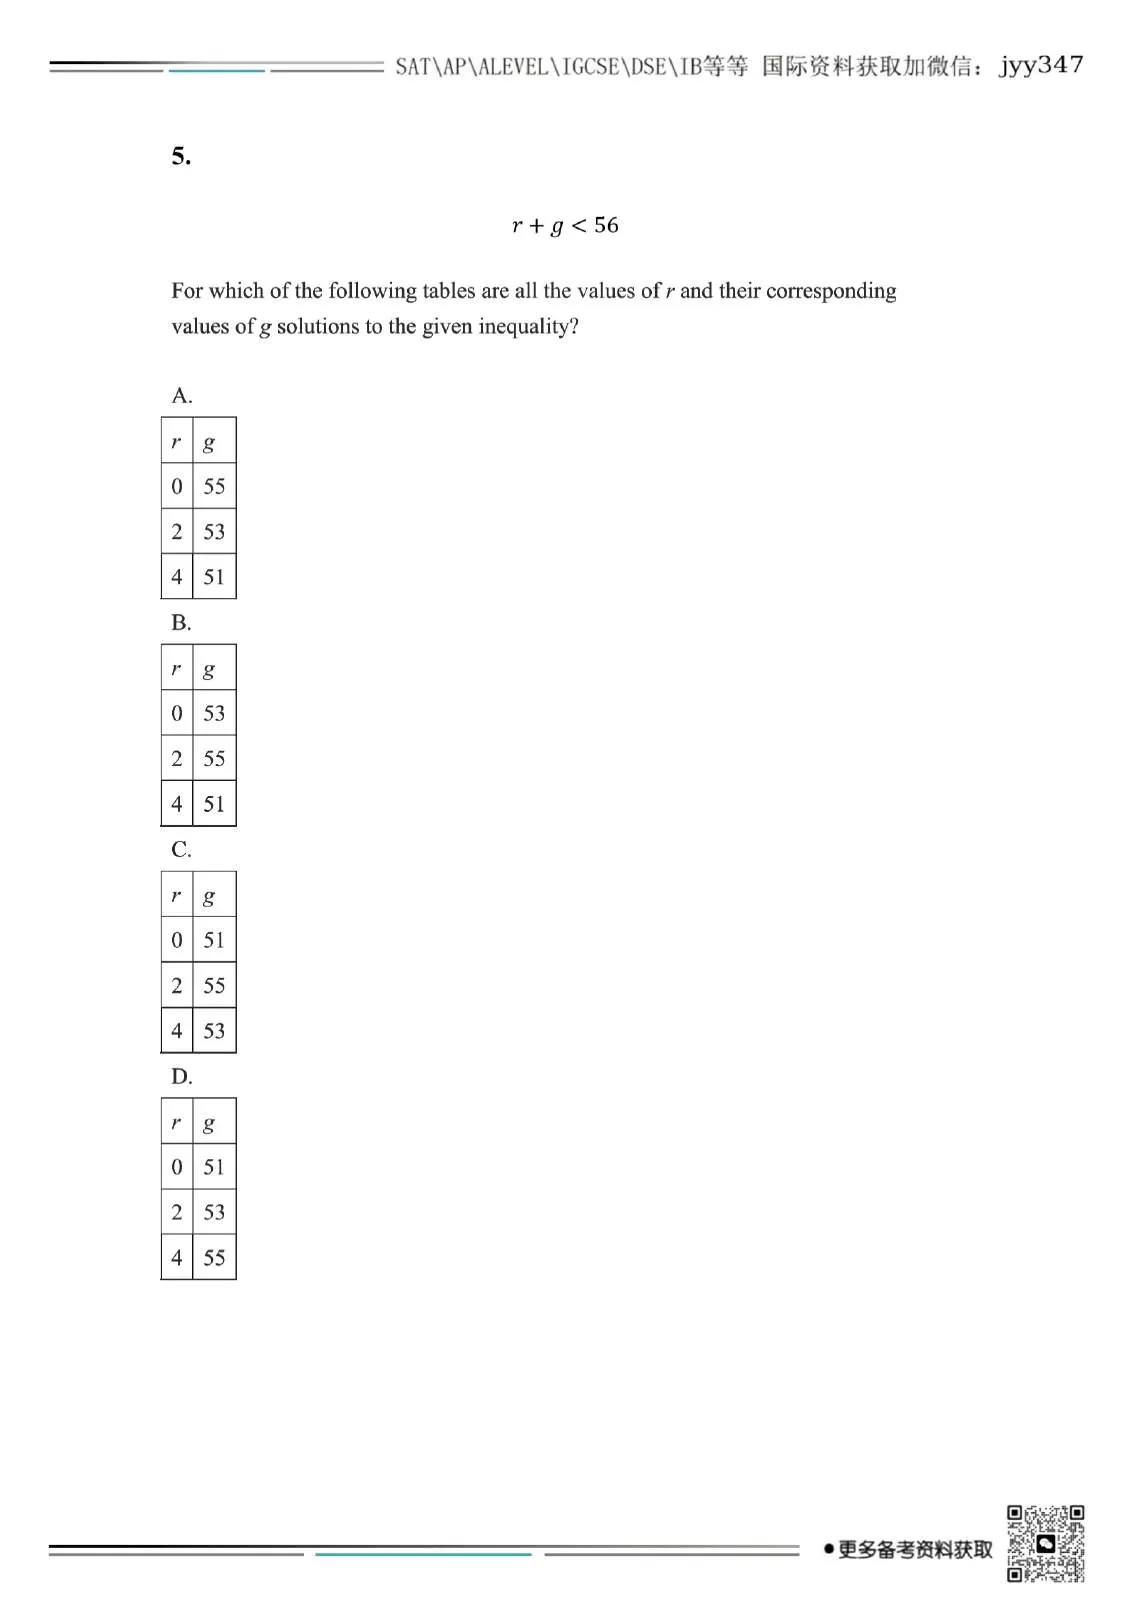 SAT\AP\ALEVEL\IGCSE\DSE\IB等等 国际资料获取加微信: jyy347
5.
r + g < 56
For which of the following tables are all the values of r and their corresponding
values of g solutions to the given inequality?
A.
r g
0 55
2 53
4 51
B.
r g
0 53
2 55
4 51
C.
r g
0 51
2 55
4 53
D.
r g
0 51
2 53
4 55
●更多备考资料获取